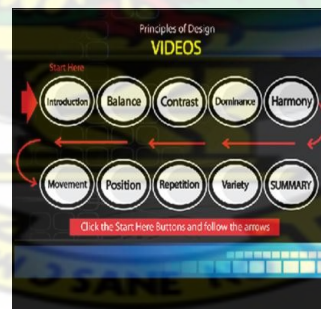 Principles of Design
VIDEOS
Start Here
Introduction Balance Contrast Dominance Harmony
Movement Position Repetition Variety SUMMARY
Click the Start Here Buttons and follow the arrows
SANE